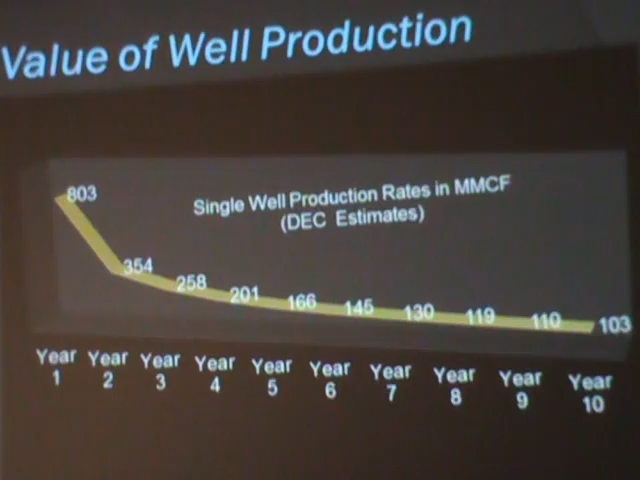 Value of Well Production
803
Single Well Production Rates in MMCF
(DEC Estimates)
354
258
201
166
145
130
119
110
103
Year 1
Year 2
Year 3
Year 4
Year 5
Year 6
Year 7
Year 8
Year 9
Year 10